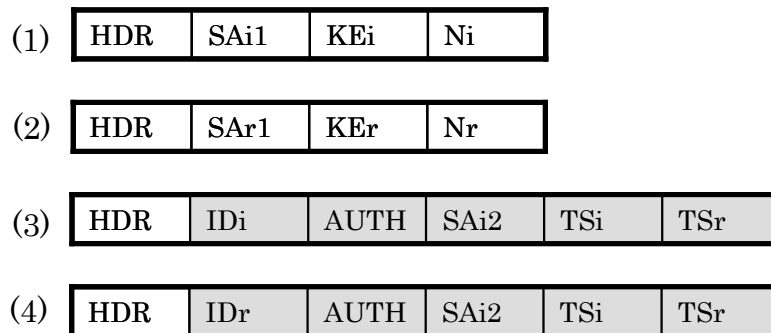 (1) HDR SAi1 KEi Ni
(2) HDR SAr1 KEr Nr
(3) HDR IDi AUTH SAi2 TSi TSr
(4) HDR IDr AUTH SAi2 TSi TSr